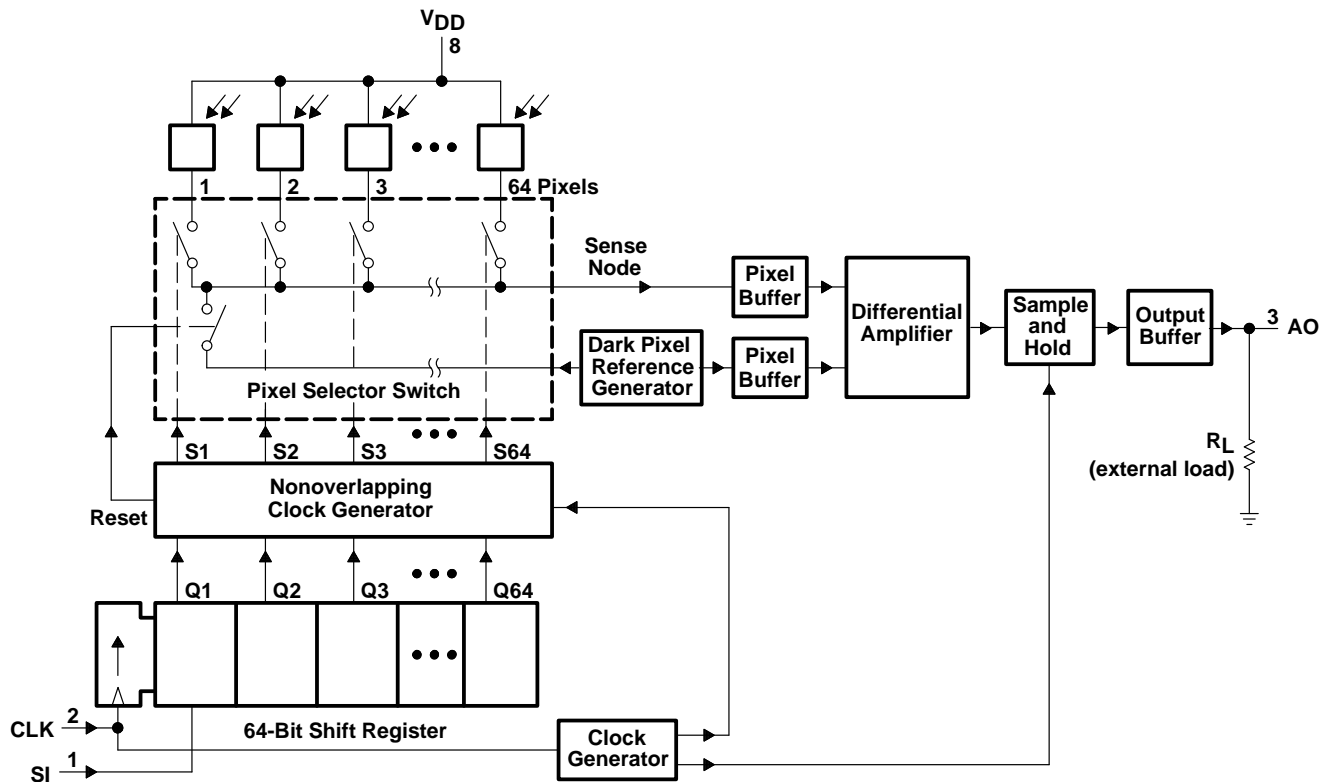 VDD
8
1
2
3
64 Pixels
Sense
Node
Pixel
Buffer
Differential
Amplifier
Sample
and
Hold
Output
Buffer
3
AO
Dark Pixel
Reference
Generator
Pixel
Buffer
Pixel Selector Switch
RL
(external load)
S1
S2
S3
S64
Nonoverlapping
Clock Generator
Reset
Q1
Q2
Q3
Q64
CLK
2
64-Bit Shift Register
Clock
Generator
SI
1